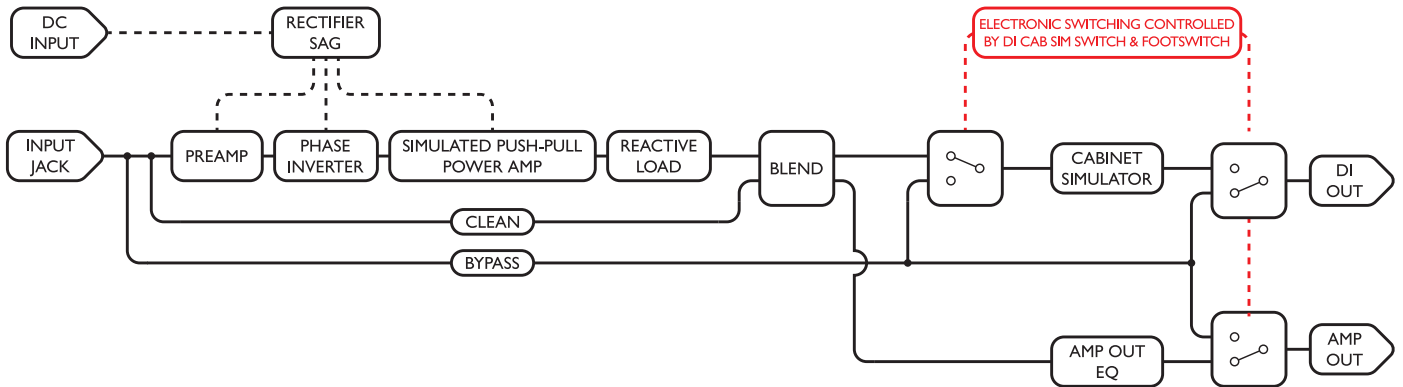 DC
INPUT
RECTIFIER
SAG
ELECTRONIC SWITCHING CONTROLLED
BY DI CAB SIM SWITCH & FOOTSWITCH
INPUT
JACK
PREAMP
PHASE
INVERTER
SIMULATED PUSH-PULL
POWER AMP
REACTIVE
LOAD
BLEND
CABINET
SIMULATOR
DI
OUT
CLEAN
BYPASS
AMP OUT
EQ
AMP
OUT